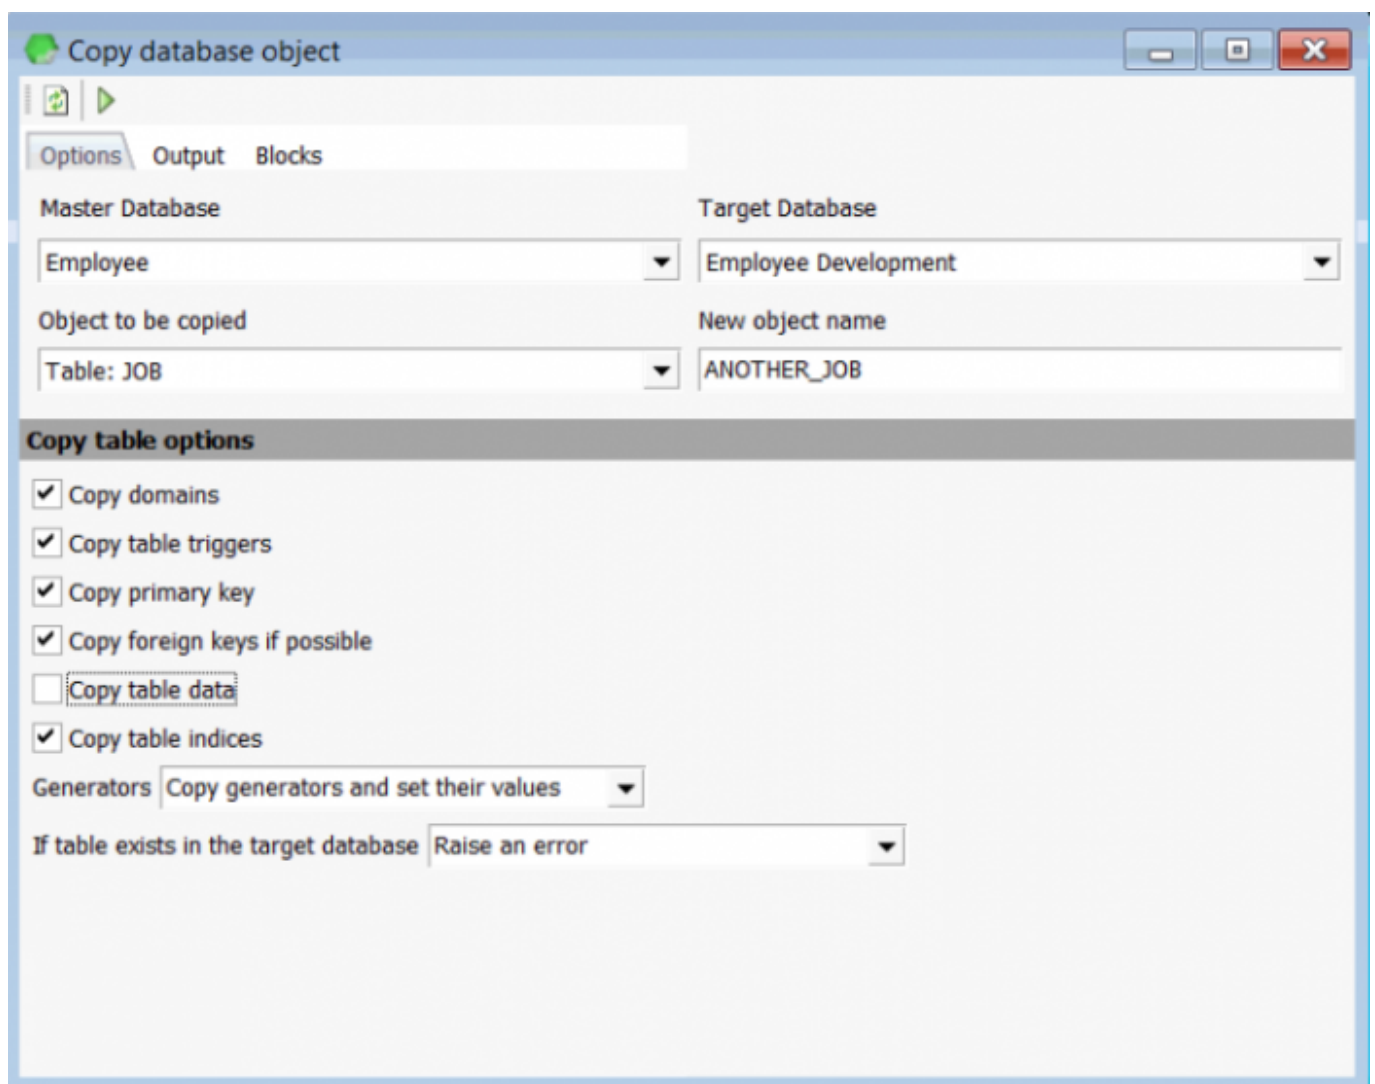 Copy database object
Options Output Blocks
Master Database Target Database
Employee Employee Development
Object to be copied New object name
Table: JOB ANOTHER_JOB
Copy table options
Copy domains
Copy table triggers
Copy primary key
Copy foreign keys if possible
Copy table data
Copy table indices
Generators Copy generators and set their values
If table exists in the target database Raise an error